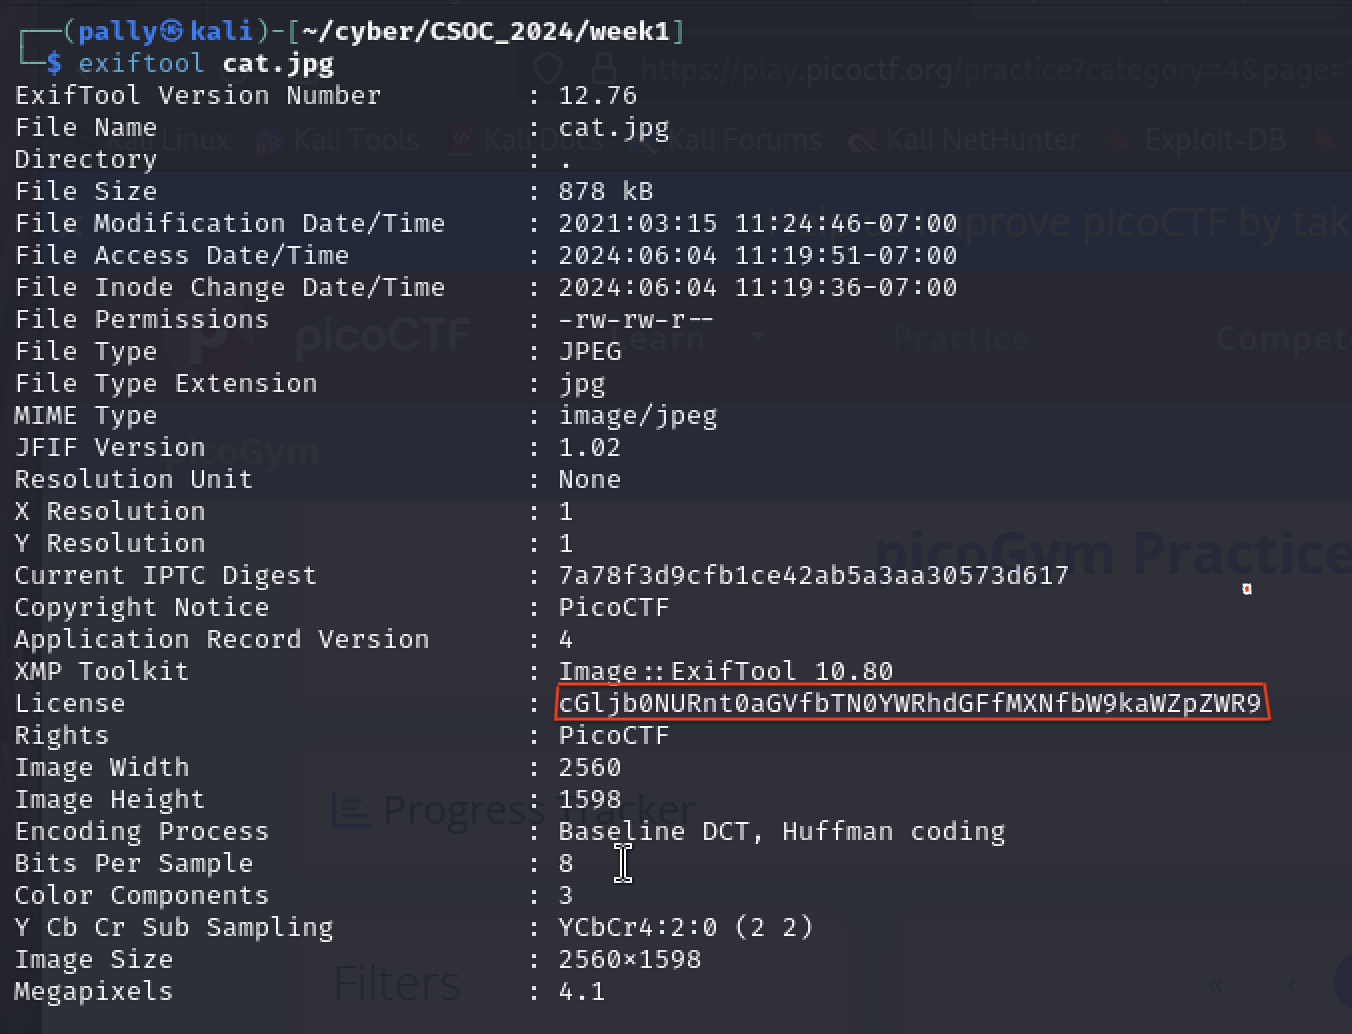 ┌──(pally㉿kali)-[~/cyber/CSOC_2024/week1]
└─$ exiftool cat.jpg
https://play.picoctf.org/practice?category=4&page=
ExifTool Version Number : 12.76
File Name : cat.jpg
Linux Kali Tools Kali Docs Kali Forums Kali NetHunter Exploit-DB
Directory : .
File Size : 878 kB
File Modification Date/Time : 2021:03:15 11:24:46-07:00
prove picoCTF by tak
File Access Date/Time : 2024:06:04 11:19:51-07:00
File Inode Change Date/Time : 2024:06:04 11:19:36-07:00
File Permissions : -rw-rw-r--
picoCTF Learn Practice Compet
File Type : JPEG
File Type Extension : jpg
MIME Type : image/jpeg
JFIF Version : 1.02
picoGym
Resolution Unit : None
X Resolution : 1
Y Resolution : 1
picoGym Practice
Current IPTC Digest : 7a78f3d9cfb1ce42ab5a3aa30573d617
Copyright Notice : PicoCTF
Application Record Version : 4
XMP Toolkit : Image::ExifTool 10.80
License : cGljb0NURnt0aGVfbTN0YWRhdGFfMXNfbW9kaWZpZWR9
Rights : PicoCTF
Image Width : 2560
Image Height : 1598
Progress Tracker
Encoding Process : Baseline DCT, Huffman coding
Bits Per Sample : 8
Color Components : 3
Y Cb Cr Sub Sampling : YCbCr4:2:0 (2 2)
Image Size : 2560×1598
Filters « ‹
Megapixels : 4.1